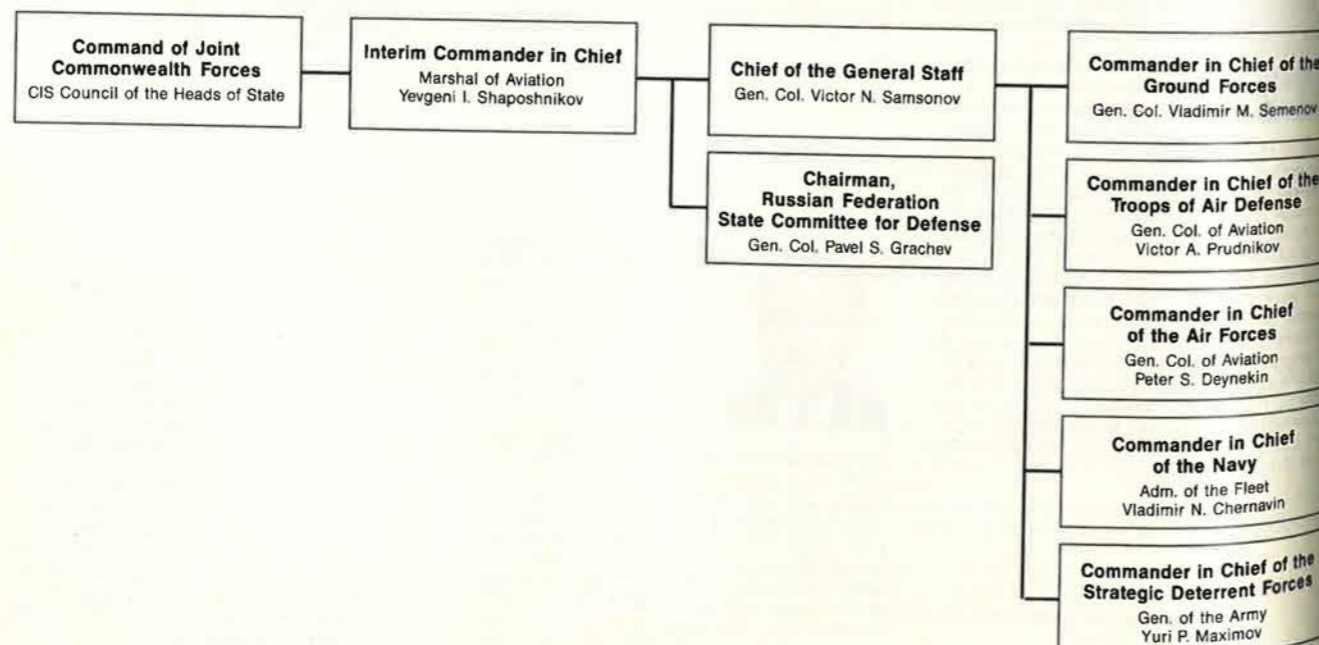 Command of Joint
Commonwealth Forces
CIS Council of the Heads of State
Interim Commander in Chief
Marshal of Aviation
Yevgeni I. Shaposhnikov
Chief of the General Staff
Gen. Col. Victor N. Samsonov
Chairman,
Russian Federation
State Committee for Defense
Gen. Col. Pavel S. Grachev
Commander in Chief of the
Ground Forces
Gen. Col. Vladimir M. Semenov
Commander in Chief of the
Troops of Air Defense
Gen. Col. of Aviation
Victor A. Prudnikov
Commander in Chief
of the Air Forces
Gen. Col. of Aviation
Peter S. Deynekin
Commander in Chief
of the Navy
Adm. of the Fleet
Vladimir N. Chernavin
Commander in Chief of the
Strategic Deterrent Forces
Gen. of the Army
Yuri P. Maximov